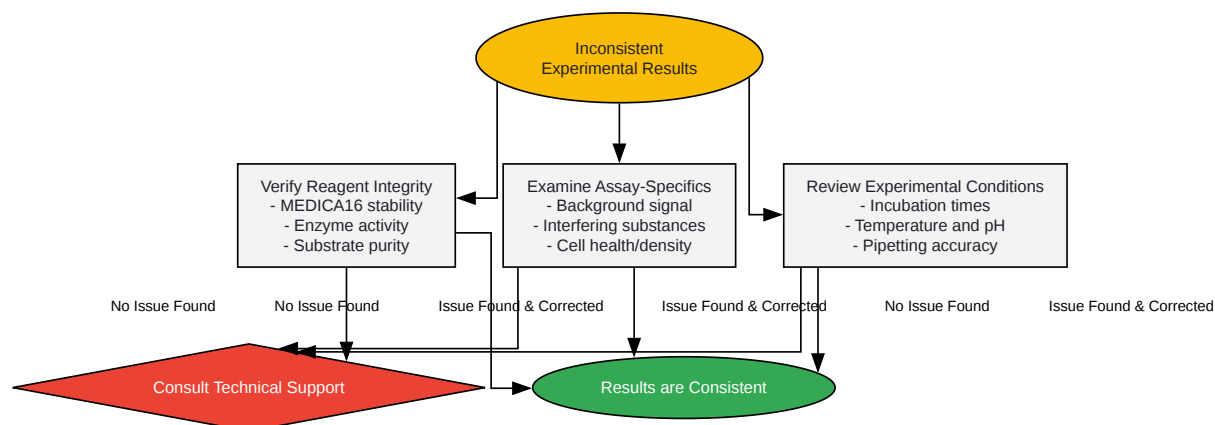 Inconsistent
Experimental Results
Verify Reagent Integrity
- MEDICA16 stability
- Enzyme activity
- Substrate purity
Examine Assay-Specifics
- Background signal
- Interfering substances
- Cell health/density
Review Experimental Conditions
- Incubation times
- Temperature and pH
- Pipetting accuracy
No Issue Found
No Issue Found
Issue Found & Corrected
Issue Found & Corrected
No Issue Found
Issue Found & Corrected
Consult Technical Support
Results are Consistent